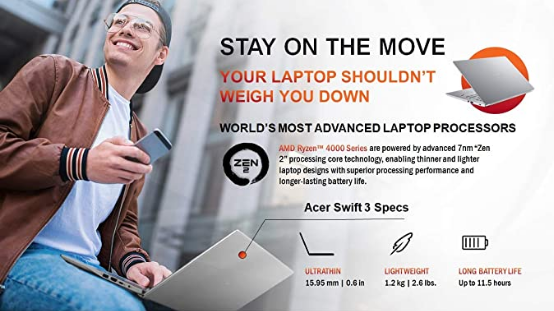 STAY ON THE MOVE
YOUR LAPTOP SHOULDN'T
WEIGH YOU DOWN
WORLD'S MOST ADVANCED LAPTOP PROCESSORS
ZEN
2
AMD Ryzen™ 4000 Series are powered by advanced 7nm "Zen
2" processing core technology, enabling thinner and lighter
laptop designs with superior processing performance and
longer-lasting battery life.
Acer Swift 3 Specs
ULTRATHIN
15.95 mm | 0.6 in
LIGHTWEIGHT
1.2 kg | 2.6 lbs.
LONG BATTERY LIFE
Up to 11.5 hours